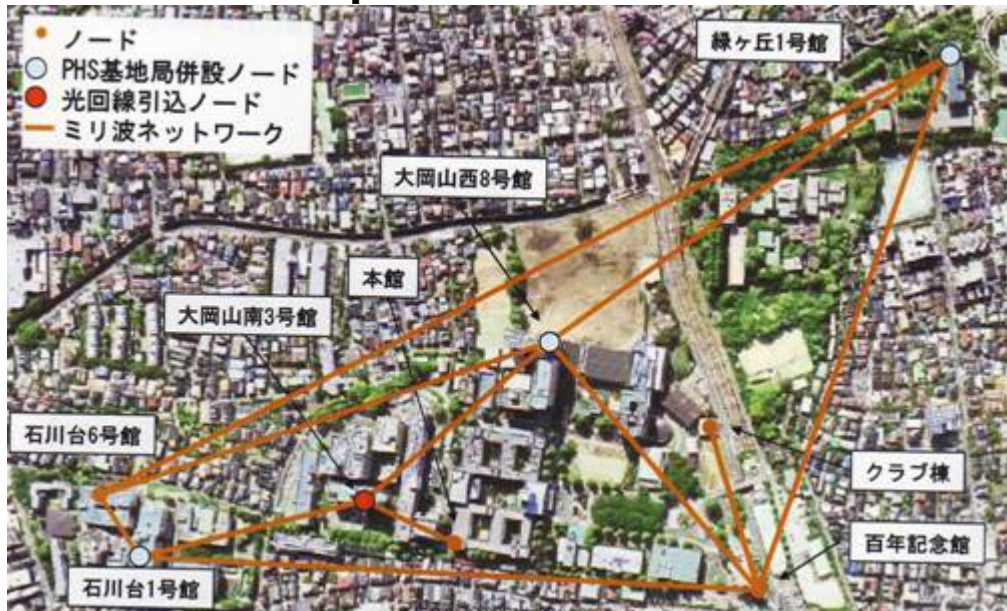 ノード
PHS基地局併設ノード
光回線引込ノード
ミリ波ネットワーク
緑ヶ丘1号館
大岡山西8号館
本館
大岡山南3号館
石川台6号館
クラブ棟
百年記念館
石川台1号館